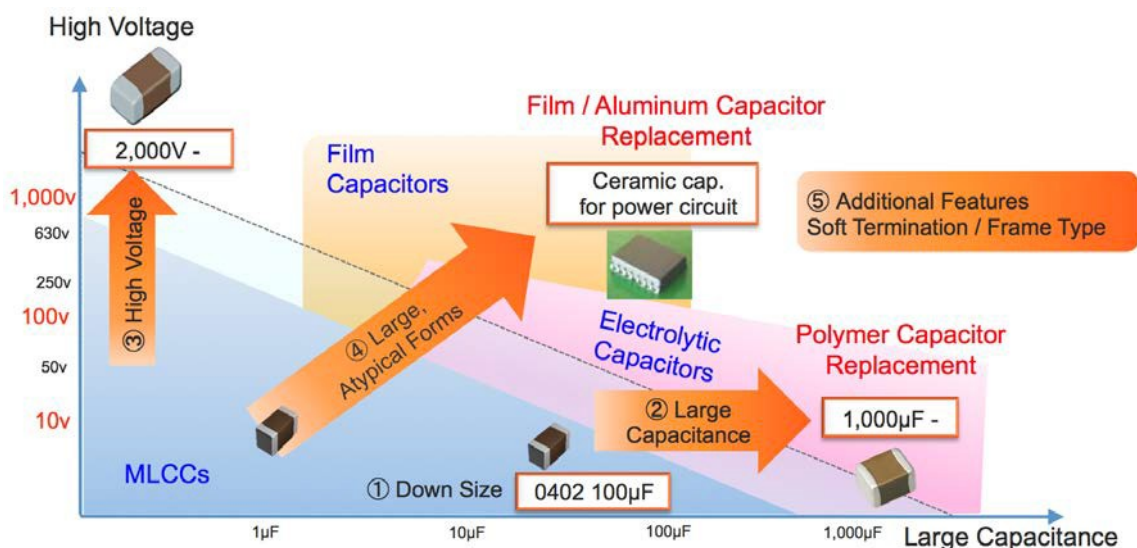 High Voltage
2,000V -
1,000v
630v
250v
100v
50v
10v
③ High Voltage
Film
Capacitors
Film / Aluminum Capacitor
Replacement
Ceramic cap.
for power circuit
⑤ Additional Features
Soft Termination / Frame Type
④ Large,
Atypical Forms
Electrolytic
Capacitors
Polymer Capacitor
Replacement
② Large
Capacitance
1,000µF -
MLCCs
① Down Size
0402 100µF
1µF
10µF
100µF
1,000µF
Large Capacitance